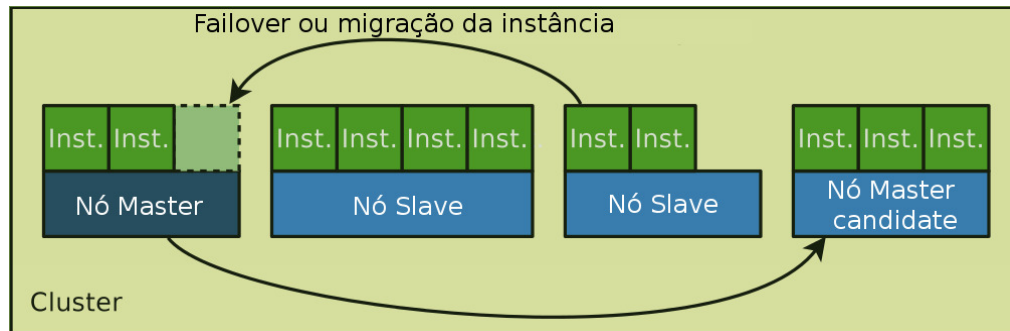 Failover ou migração da instância
Inst. Inst.
Inst. Inst. Inst. Inst.
Inst. Inst.
Inst. Inst. Inst.
Nó Master
Nó Slave
Nó Slave
Nó Master
candidate
Cluster